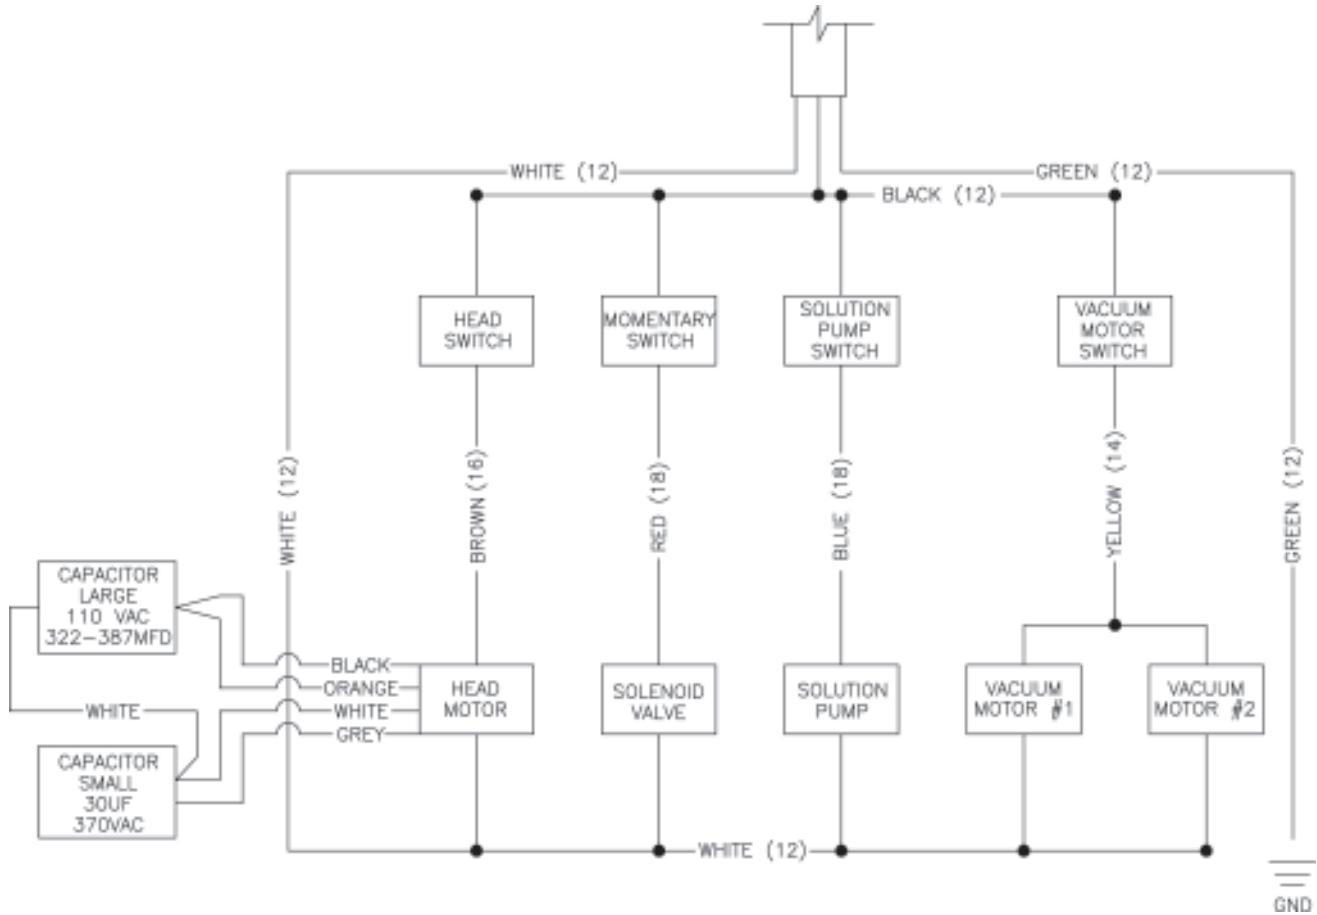 WHITE (12)
GREEN (12)
BLACK (12)
HEAD
SWITCH
MOMENTARY
SWITCH
SOLUTION
PUMP
SWITCH
VACUUM
MOTOR
SWITCH
WHITE (12)
BROWN (16)
RED (18)
BLUE (18)
YELLOW (14)
GREEN (12)
CAPACITOR
LARGE
110 VAC
322-387MFD
BLACK
ORANGE
WHITE
GREY
HEAD
MOTOR
SOLENOID
VALVE
SOLUTION
PUMP
VACUUM
MOTOR #1
VACUUM
MOTOR #2
WHITE
CAPACITOR
SMALL
30UF
370VAC
WHITE (12)
GND